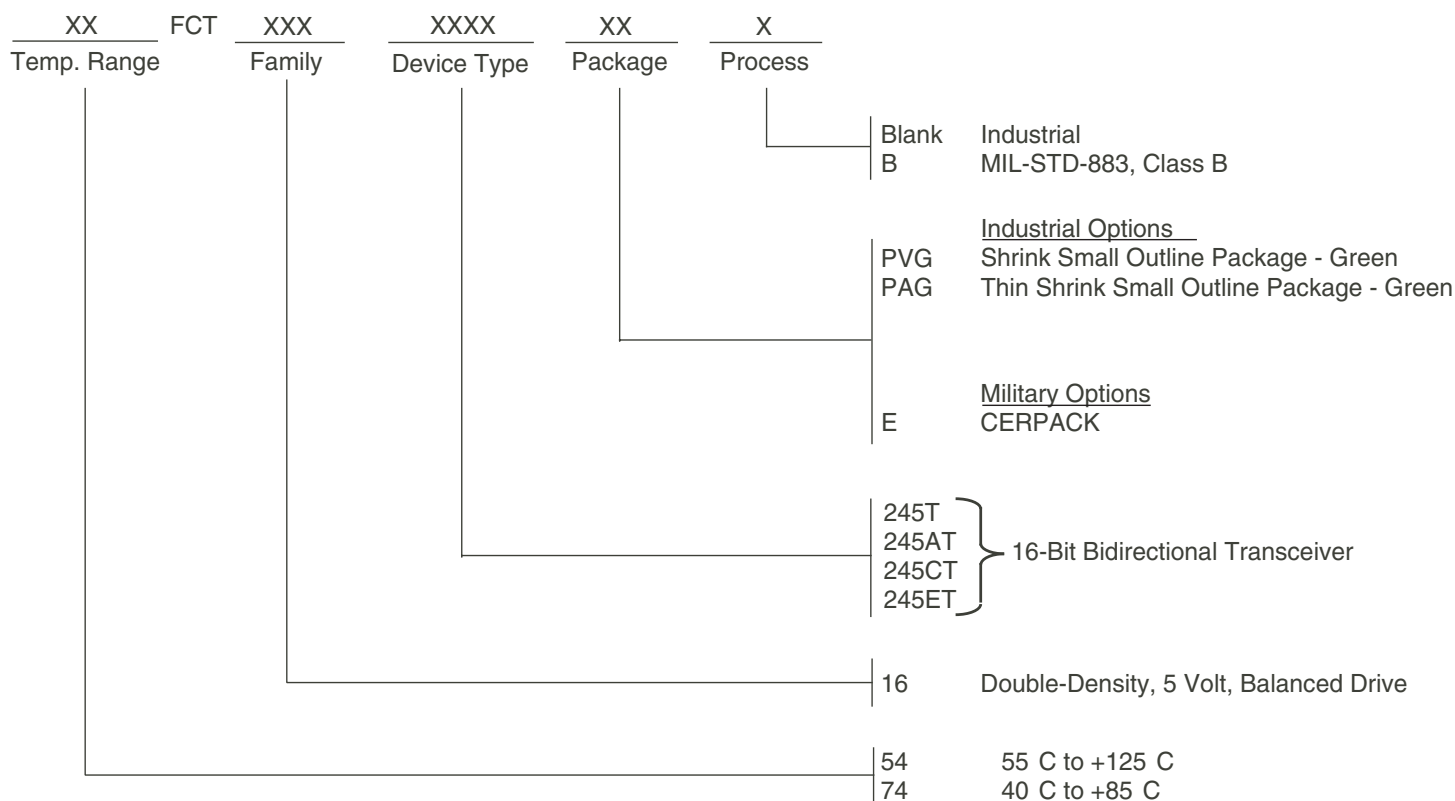 XX FCT XXX XXXX XX X
Temp. Range Family Device Type Package Process
Blank Industrial
B MIL-STD-883, Class B
Industrial Options
PVG Shrink Small Outline Package - Green
PAG Thin Shrink Small Outline Package - Green
Military Options
E CERPACK
245T
245AT
245CT
245ET
16-Bit Bidirectional Transceiver
16 Double-Density, 5 Volt, Balanced Drive
54 55 C to +125 C
74 40 C to +85 C